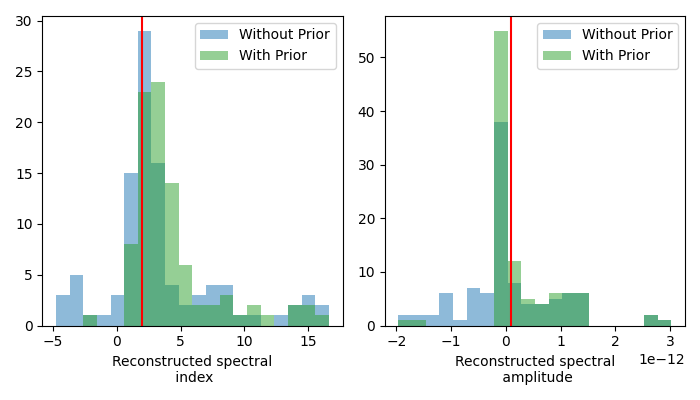 Without Prior
With Prior
30
25
20
15
10
5
0
−5
0
5
10
15
Reconstructed spectral
index
Without Prior
With Prior
50
40
30
20
10
0
−2
−1
0
1
2
3
1e−12
Reconstructed spectral
amplitude